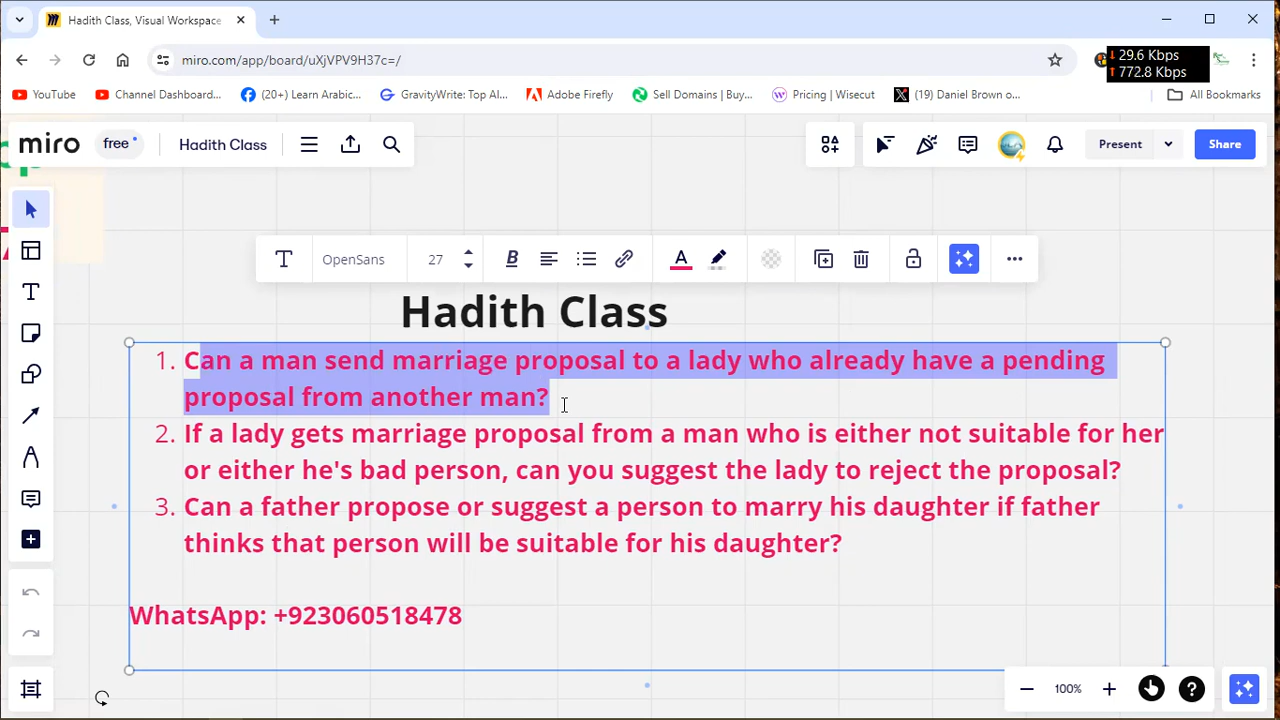 Hadith Class, Visual Workspace
miro.com/app/board/uXjVPV9H37c=/
29.6 Kbps
772.8 Kbps
YouTube
Channel Dashboard...
(20+) Learn Arabic...
GravityWrite: Top AI...
Adobe Firefly
Sell Domains | Buy...
Pricing | Wisecut
(19) Daniel Brown o...
All Bookmarks
miro
free
Hadith Class
Present
Share
OpenSans
27
Hadith Class
1. Can a man send marriage proposal to a lady who already have a pending
proposal from another man?
2. If a lady gets marriage proposal from a man who is either not suitable for her
or either he's bad person, can you suggest the lady to reject the proposal?
3. Can a father propose or suggest a person to marry his daughter if father
thinks that person will be suitable for his daughter?
WhatsApp: +923060518478
100%